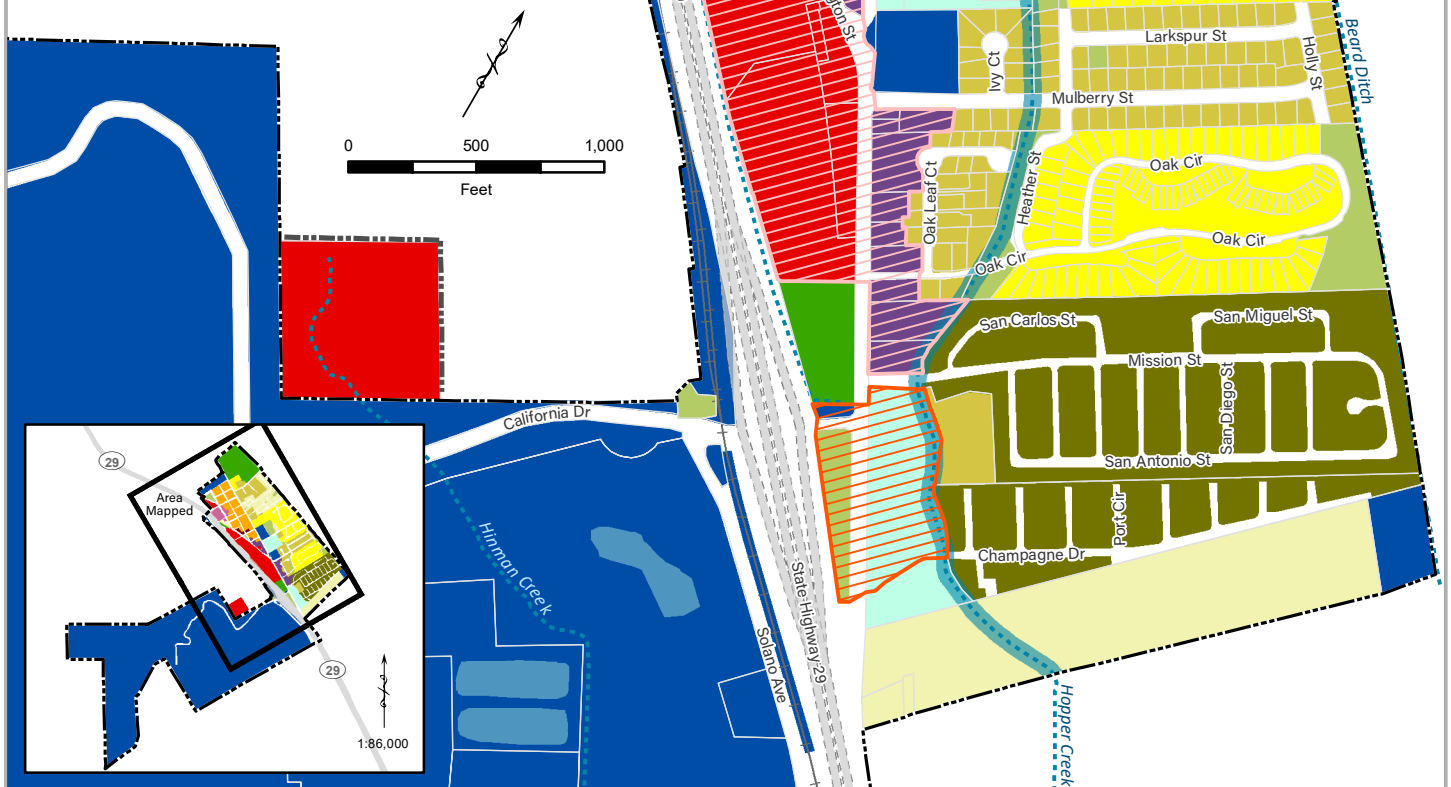 gton St
Ivy Ct
Larkspur St
Holly St
Beard Ditch
Mulberry St
0
500
1,000
Feet
Oak Leaf Ct
Heather St
Oak Cir
Oak Cir
Oak Cir
San Carlos St
San Miguel St
Mission St
San Diego St
San Antonio St
California Dr
Port Cir
Champagne Dr
Hinman Creek
State Highway 29
Solano Ave
Hopper Creek
29
Area
Mapped
29
1:86,000